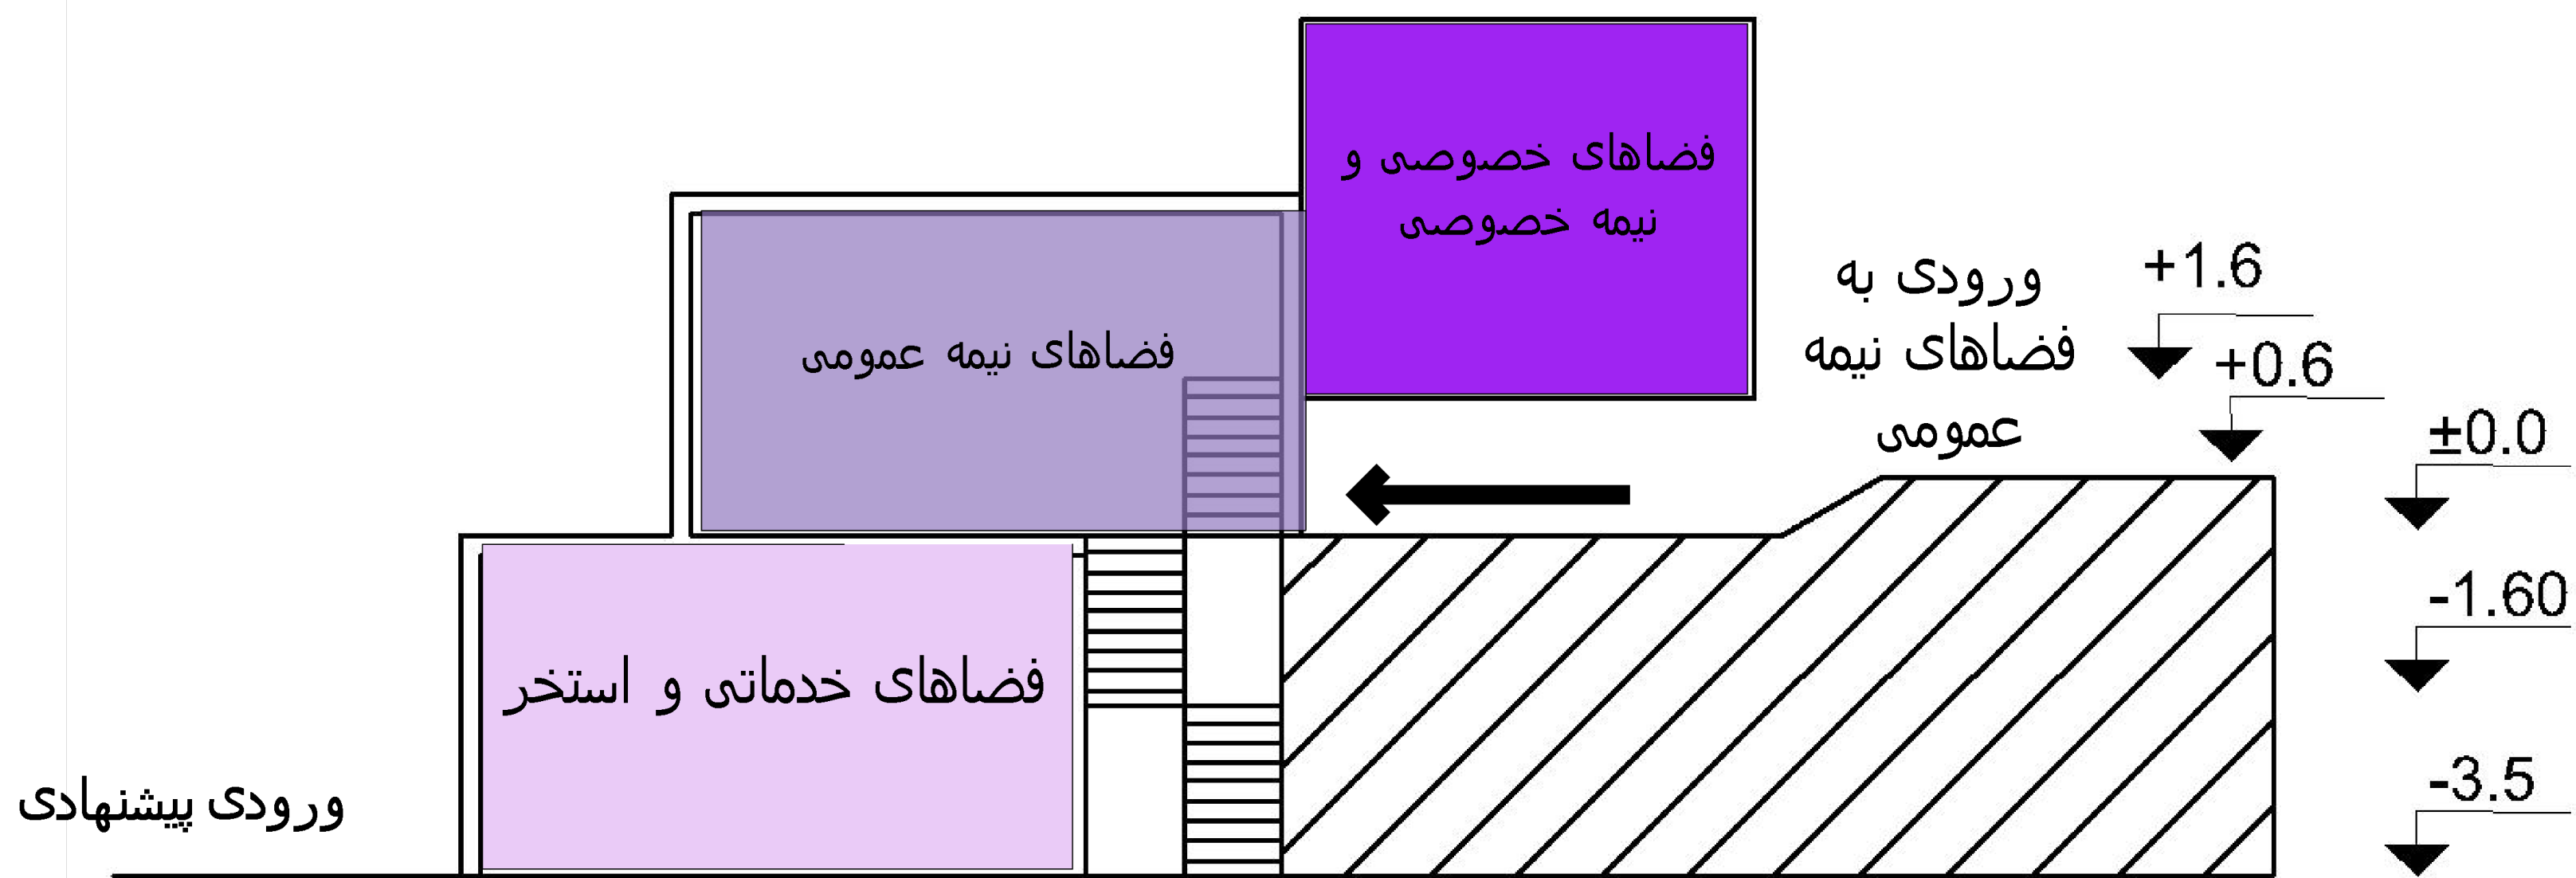 فضاهای خصوصی و
نیمه خصوصی
فضاهای نیمه عمومی
ورودی به
فضاهای نیمه
عمومی
+1.6
+0.6
±0.0
-1.60
-3.5
فضاهای خدماتی و استخر
ورودی پیشنهادی